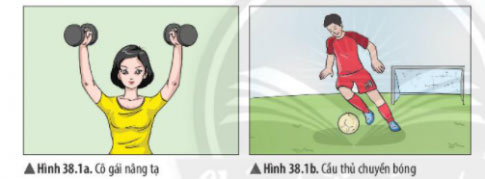 ▲ Hình 38.1a. Cô gái nâng tạ
▲ Hình 38.1b. Cầu thủ chuyền bóng